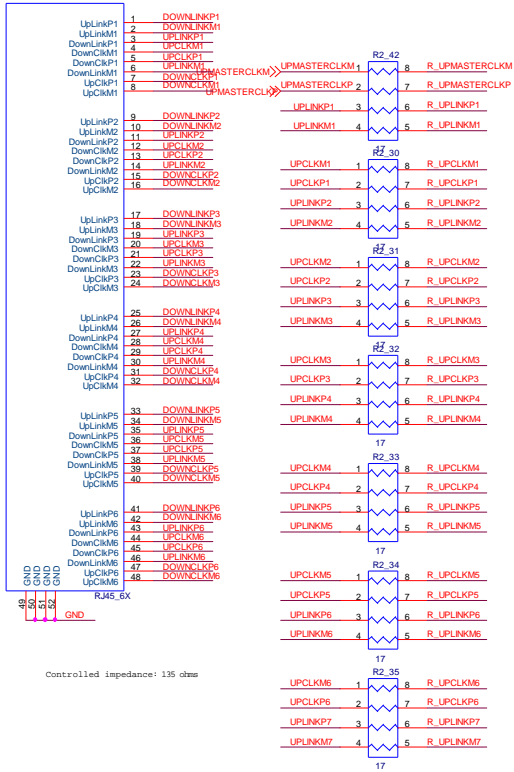 UpLinkP1 1 DOWNLINKP1
UpLinkM1 2 DOWNLINKM1
DownLinkP1 3 UPLINKP1
DownClkM1 4 UPCLKM1
DownClkP1 5 UPCLKP1
DownLinkM1 6 UPLINKM1
UpClkP1 7 DOWNCLKP1
UpClkM1 8 DOWNCLKM1
UpLinkP2 9 DOWNLINKP2
UpLinkM2 10 DOWNLINKM2
DownLinkP2 11 UPLINKP2
DownClkM2 12 UPCLKM2
DownClkP2 13 UPCLKP2
DownLinkM2 14 UPLINKM2
UpClkP2 15 DOWNCLKP2
UpClkM2 16 DOWNCLKM2
UpLinkP3 17 DOWNLINKP3
UpLinkM3 18 DOWNLINKM3
DownLinkP3 19 UPLINKP3
DownClkM3 20 UPCLKM3
DownClkP3 21 UPCLKP3
DownLinkM3 22 UPLINKM3
UpClkP3 23 DOWNCLKP3
UpClkM3 24 DOWNCLKM3
UpLinkP4 25 DOWNLINKP4
UpLinkM4 26 DOWNLINKM4
DownLinkP4 27 UPLINKP4
DownClkM4 28 UPCLKM4
DownClkP4 29 UPCLKP4
DownLinkM4 30 UPLINKM4
UpClkP4 31 DOWNCLKP4
UpClkM4 32 DOWNCLKM4
UpLinkP5 33 DOWNLINKP5
UpLinkM5 34 DOWNLINKM5
DownLinkP5 35 UPLINKP5
DownClkM5 36 UPCLKM5
DownClkP5 37 UPCLKP5
DownLinkM5 38 UPLINKM5
UpClkP5 39 DOWNCLKP5
UpClkM5 40 DOWNCLKM5
UpLinkP6 41 DOWNLINKP6
UpLinkM6 42 DOWNLINKM6
DownLinkP6 43 UPLINKP6
DownClkM6 44 UPCLKM6
DownClkP6 45 UPCLKP6
DownLinkM6 46 UPLINKM6
UpClkP6 47 DOWNCLKP6
UpClkM6 48 DOWNCLKM6
GND GND GND GND
49 50 51 52
RJ45_6X
GND
Controlled impedance: 135 ohms
R2_42
UPMASTERCLKM 1 8 R_UPMASTERCLKM
UPMASTERCLKP 2 7 R_UPMASTERCLKP
UPLINKP1 3 6 R_UPLINKP1
UPLINKM1 4 5 R_UPLINKM1
17
R2_30
UPCLKM1 1 8 R_UPCLKM1
UPCLKP1 2 7 R_UPCLKP1
UPLINKP2 3 6 R_UPLINKP2
UPLINKM2 4 5 R_UPLINKM2
17
R2_31
UPCLKM2 1 8 R_UPCLKM2
UPCLKP2 2 7 R_UPCLKP2
UPLINKP3 3 6 R_UPLINKP3
UPLINKM3 4 5 R_UPLINKM3
17
R2_32
UPCLKM3 1 8 R_UPCLKM3
UPCLKP3 2 7 R_UPCLKP3
UPLINKP4 3 6 R_UPLINKP4
UPLINKM4 4 5 R_UPLINKM4
17
R2_33
UPCLKM4 1 8 R_UPCLKM4
UPCLKP4 2 7 R_UPCLKP4
UPLINKP5 3 6 R_UPLINKP5
UPLINKM5 4 5 R_UPLINKM5
17
R2_34
UPCLKM5 1 8 R_UPCLKM5
UPCLKP5 2 7 R_UPCLKP5
UPLINKP6 3 6 R_UPLINKP6
UPLINKM6 4 5 R_UPLINKM6
17
R2_35
UPCLKM6 1 8 R_UPCLKM6
UPCLKP6 2 7 R_UPCLKP6
UPLINKP7 3 6 R_UPLINKP7
UPLINKM7 4 5 R_UPLINKM7
17